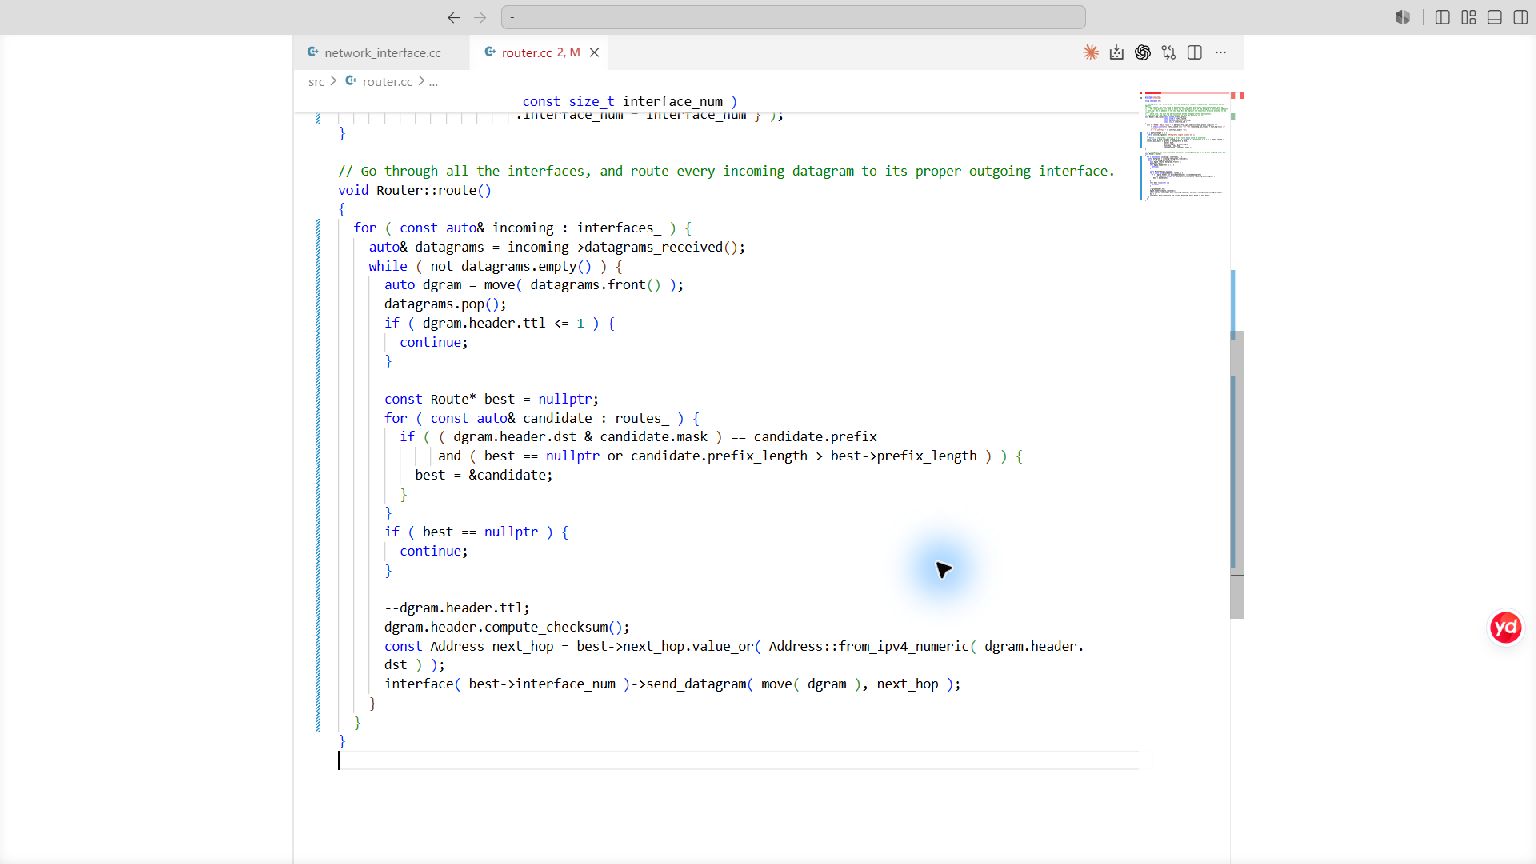 -
network_interface.cc
router.cc 2, M
src > router.cc > ...
const size_t interface_num )
.interface_num = interface_num } );
}
// Go through all the interfaces, and route every incoming datagram to its proper outgoing interface.
void Router::route()
{
for ( const auto& incoming : interfaces_ ) {
auto& datagrams = incoming->datagrams_received();
while ( not datagrams.empty() ) {
auto dgram = move( datagrams.front() );
datagrams.pop();
if ( dgram.header.ttl <= 1 ) {
continue;
}
const Route* best = nullptr;
for ( const auto& candidate : routes_ ) {
if ( ( dgram.header.dst & candidate.mask ) == candidate.prefix
and ( best == nullptr or candidate.prefix_length > best->prefix_length ) ) {
best = &candidate;
}
}
if ( best == nullptr ) {
continue;
}
--dgram.header.ttl;
dgram.header.compute_checksum();
const Address next_hop = best->next_hop.value_or( Address::from_ipv4_numeric( dgram.header.
dst ) );
interface( best->interface_num )->send_datagram( move( dgram ), next_hop );
}
}
}
yd